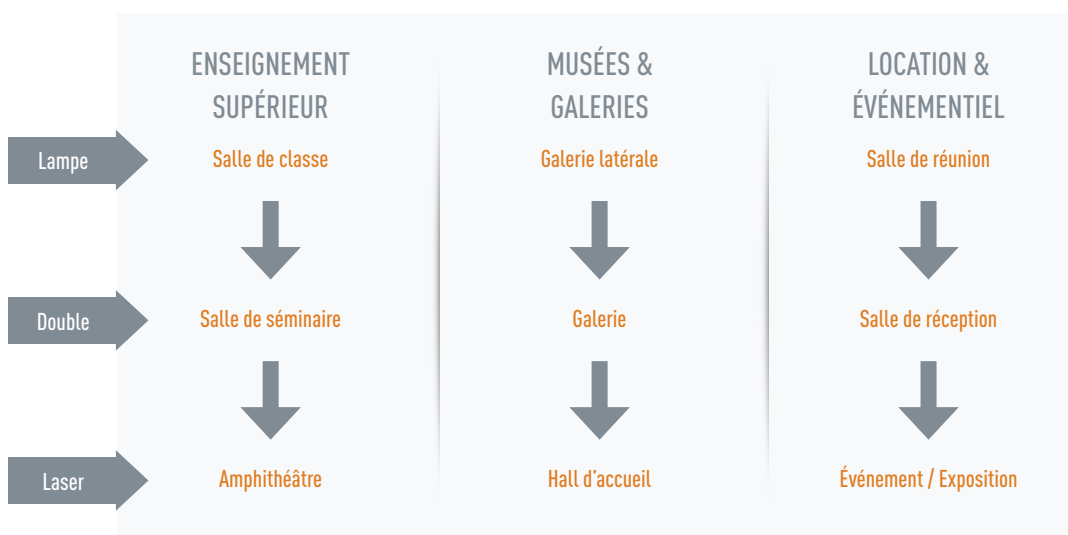 ENSEIGNEMENT
SUPÉRIEUR
MUSÉES &
GALERIES
LOCATION &
ÉVÉNEMENTIEL
Lampe
Salle de classe
Galerie latérale
Salle de réunion
Double
Salle de séminaire
Galerie
Salle de réception
Laser
Amphithéâtre
Hall d'accueil
Événement / Exposition